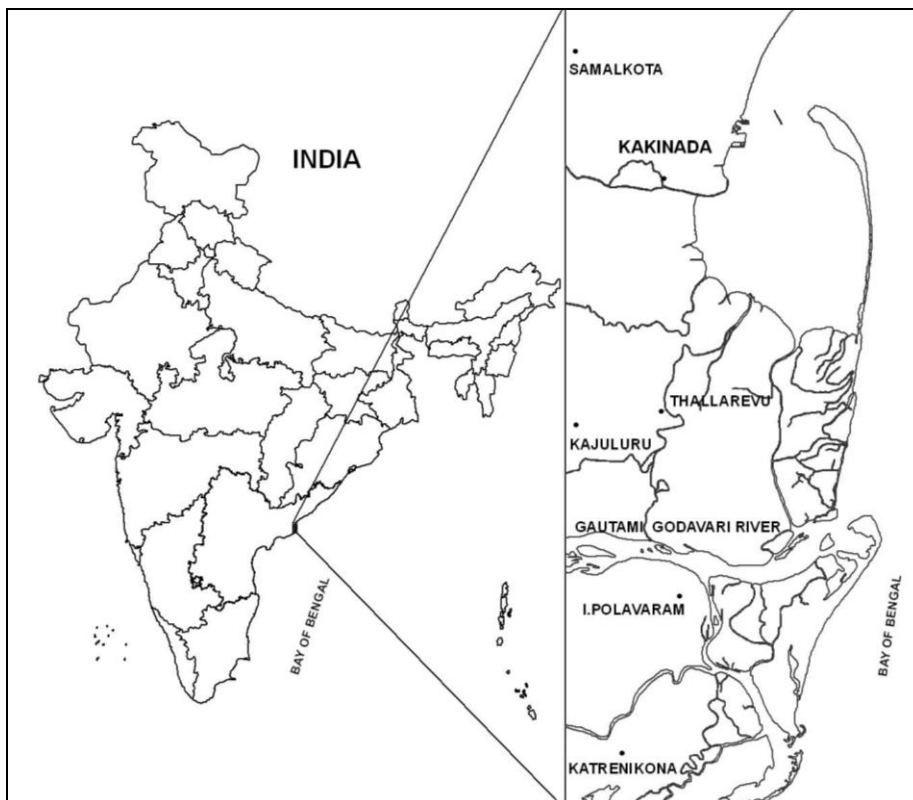 INDIA
BAY OF BENGAL
SAMALKOTA
KAKINADA
THALLAREVU
KAJULURU
GAUTAMI GODAVARI RIVER
I.POLAVARAM
BAY OF BENGAL
KATRENIKONA